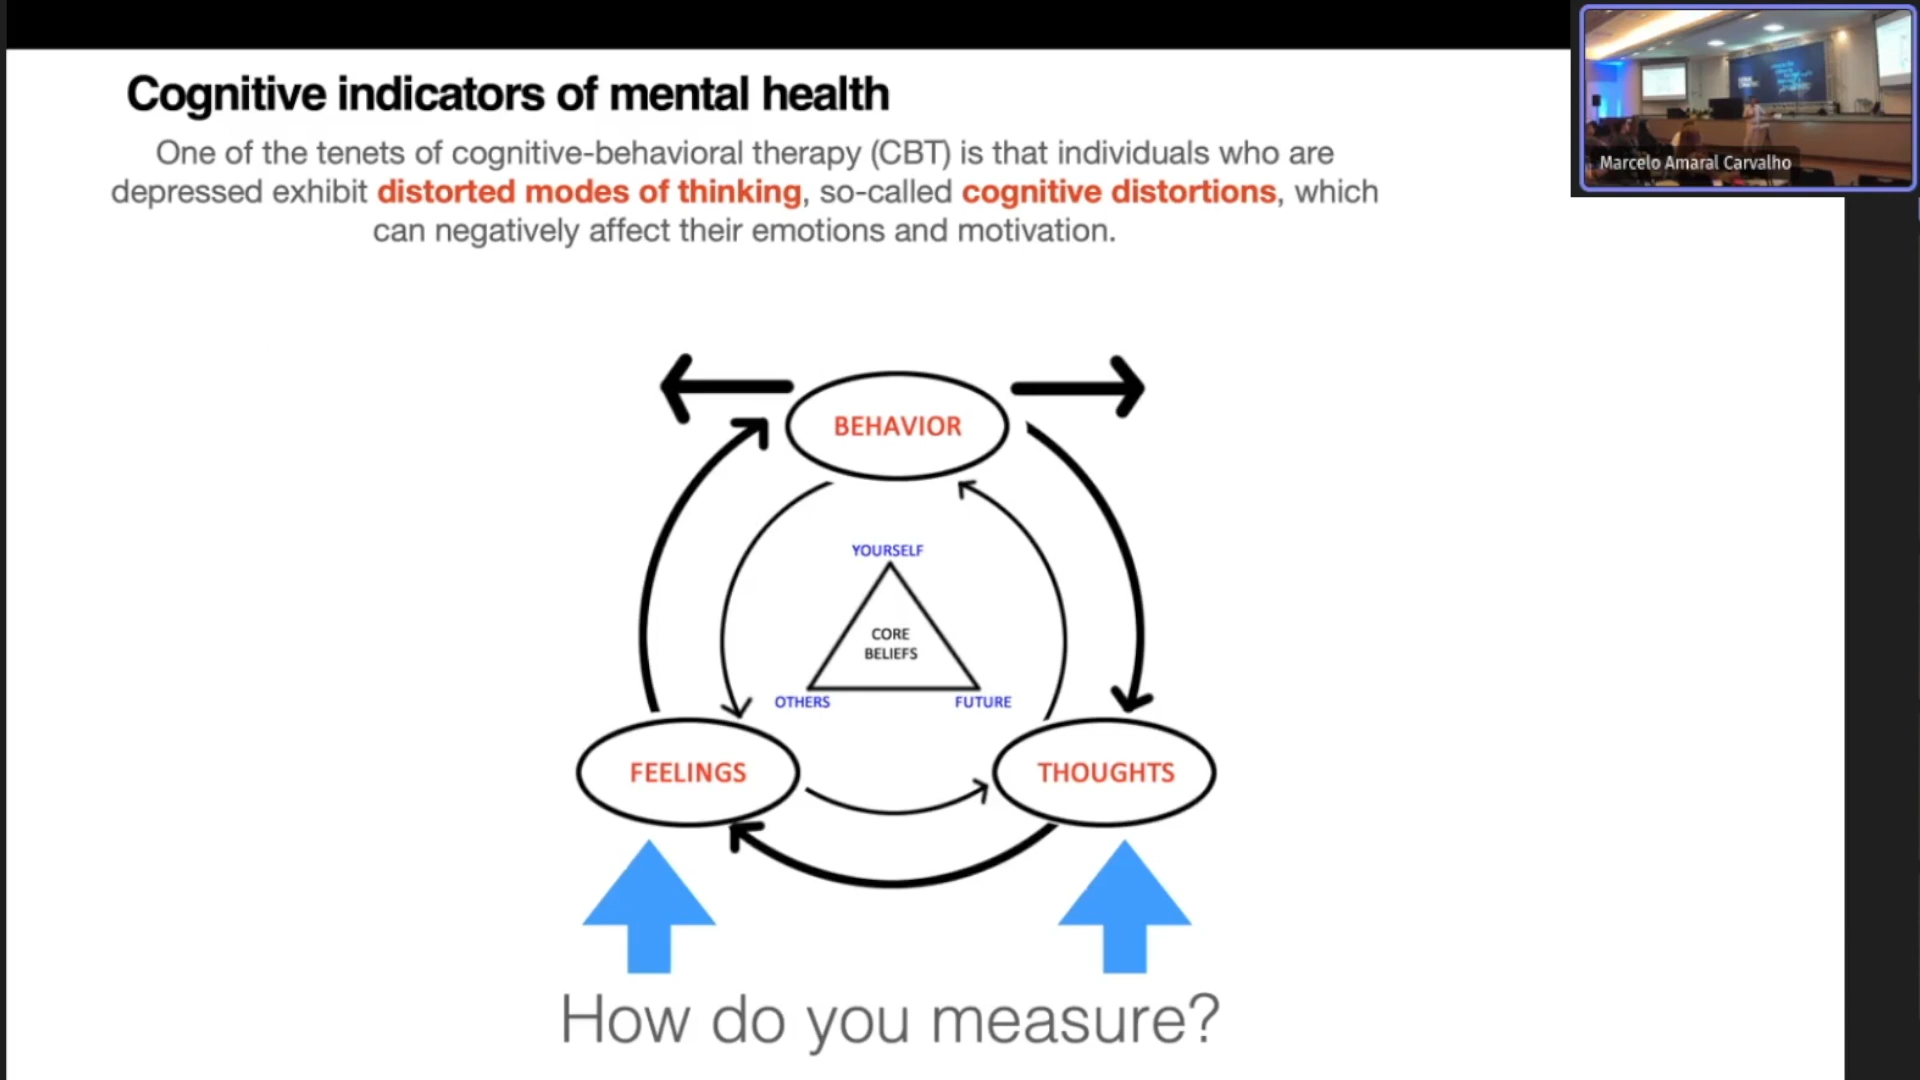 Cognitive indicators of mental health
One of the tenets of cognitive-behavioral therapy (CBT) is that individuals who are
depressed exhibit distorted modes of thinking, so-called cognitive distortions, which
can negatively affect their emotions and motivation.
BEHAVIOR
YOURSELF
CORE
BELIEFS
OTHERS
FUTURE
FEELINGS
THOUGHTS
How do you measure?
Marcelo Amaral Carvalho